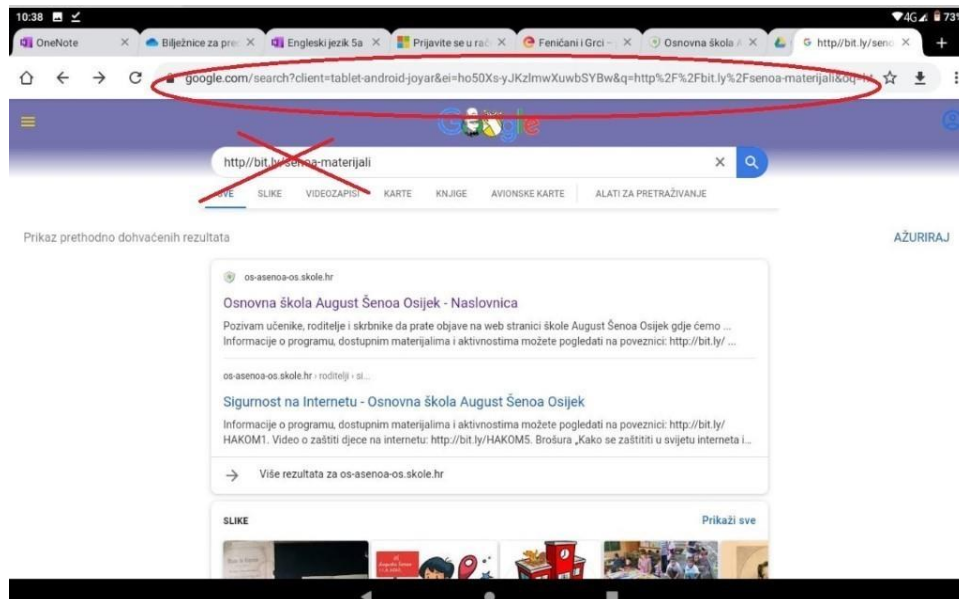 10:38 4G 73%
OneNote Bilježnice za pre Engleski jezik 5a Prijavite se u rač Feničani i Grci - Osnovna škola A http//bit.ly/seno
google.com/search?client=tablet-android-joyar&ei=ho50Xs-yJKzlmwXuwbSYBw&q=http%2F%2Fbit.ly%2Fsenoa-materijali&oq=
Google
http//bit.ly/senoa-materijali
SVE SLIKE VIDEOZAPISI KARTE KNJIGE AVIONSKE KARTE ALATI ZA PRETRAŽIVANJE
Prikaz prethodno dohvaćenih rezultata AŽURIRAJ
os-asenoa-os.skole.hr
Osnovna škola August Šenoa Osijek - Naslovnica
Pozivam učenike, roditelje i skrbnike da prate objave na web stranici škole August Šenoa Osijek gdje ćemo ...
Informacije o programu, dostupnim materijalima i aktivnostima možete pogledati na poveznici: http://bit.ly/ ...
os-asenoa-os.skole.hr › roditelji › si...
Sigurnost na Internetu - Osnovna škola August Šenoa Osijek
Informacije o programu, dostupnim materijalima i aktivnostima možete pogledati na poveznici: http://bit.ly/
HAKOM1. Video o zaštiti djece na internetu: http://bit.ly/HAKOM5. Brošura „Kako se zaštititi u svijetu interneta i...
Više rezultata za os-asenoa-os.skole.hr
SLIKE Prikaži sve